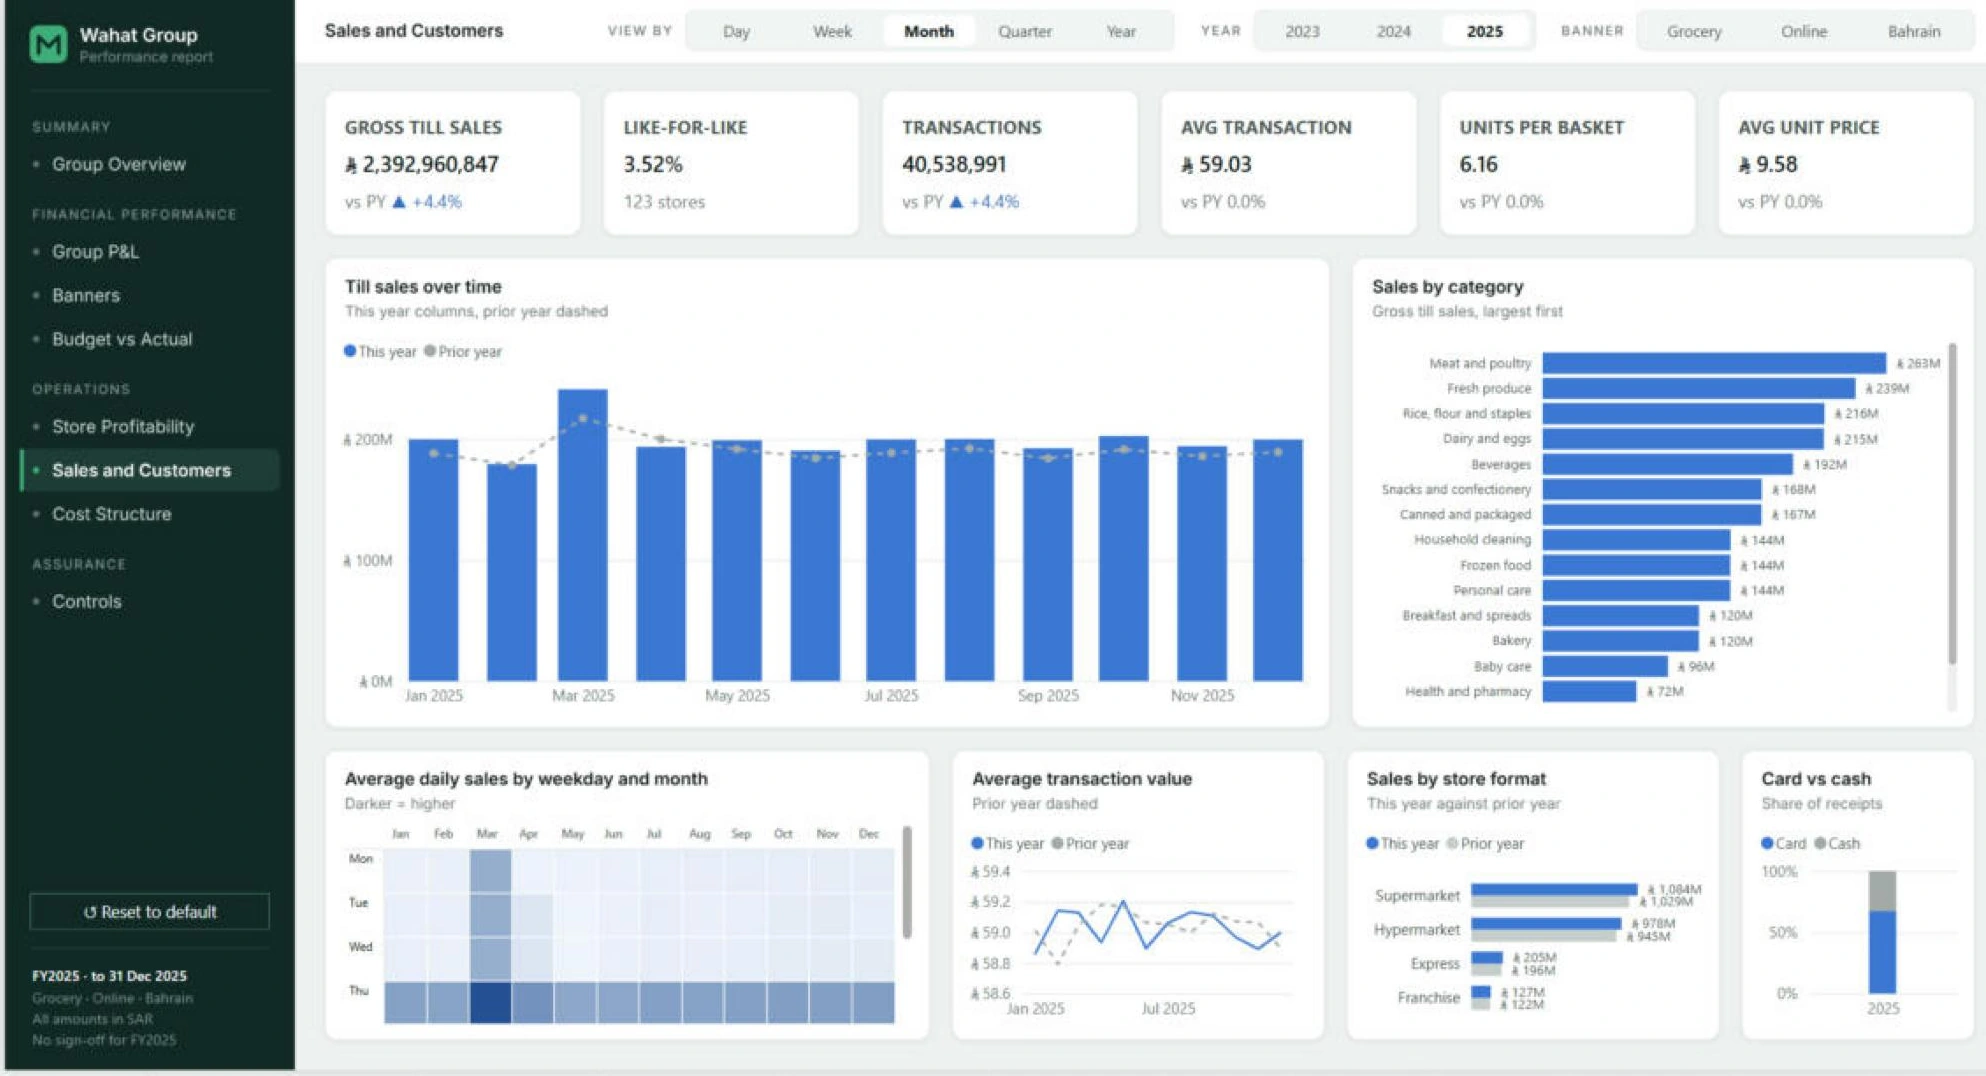 Wahat Group
Performance report
SUMMARY
Group Overview
FINANCIAL PERFORMANCE
Group P&L
Banners
Budget vs Actual
OPERATIONS
Store Profitability
Sales and Customers
Cost Structure
ASSURANCE
Controls
↺ Reset to default
FY2025 · to 31 Dec 2025
Grocery · Online · Bahrain
All amounts in SAR
No sign-off for FY2025
Sales and Customers
VIEW BY Day Week Month Quarter Year
YEAR 2023 2024 2025
BANNER Grocery Online Bahrain
GROSS TILL SALES
⃁ 2,392,960,847
vs PY ▲ +4.4%
LIKE-FOR-LIKE
3.52%
123 stores
TRANSACTIONS
40,538,991
vs PY ▲ +4.4%
AVG TRANSACTION
⃁ 59.03
vs PY 0.0%
UNITS PER BASKET
6.16
vs PY 0.0%
AVG UNIT PRICE
⃁ 9.58
vs PY 0.0%
Till sales over time
This year columns, prior year dashed
This year Prior year
⃁ 200M
⃁ 100M
⃁ 0M
Jan 2025 Mar 2025 May 2025 Jul 2025 Sep 2025 Nov 2025
Sales by category
Gross till sales, largest first
Meat and poultry ⃁ 263M
Fresh produce ⃁ 239M
Rice, flour and staples ⃁ 216M
Dairy and eggs ⃁ 215M
Beverages ⃁ 192M
Snacks and confectionery ⃁ 168M
Canned and packaged ⃁ 167M
Household cleaning ⃁ 144M
Frozen food ⃁ 144M
Personal care ⃁ 144M
Breakfast and spreads ⃁ 120M
Bakery ⃁ 120M
Baby care ⃁ 96M
Health and pharmacy ⃁ 72M
Average daily sales by weekday and month
Darker = higher
Jan Feb Mar Apr May Jun Jul Aug Sep Oct Nov Dec
Mon
Tue
Wed
Thu
Average transaction value
Prior year dashed
This year Prior year
⃁ 59.4
⃁ 59.2
⃁ 59.0
⃁ 58.8
⃁ 58.6
Jan 2025 Jul 2025
Sales by store format
This year against prior year
This year Prior year
Supermarket ⃁ 1,084M
⃁ 1,029M
Hypermarket ⃁ 978M
⃁ 945M
Express ⃁ 205M
⃁ 196M
Franchise ⃁ 127M
⃁ 122M
Card vs cash
Share of receipts
Card Cash
100%
50%
0%
2025